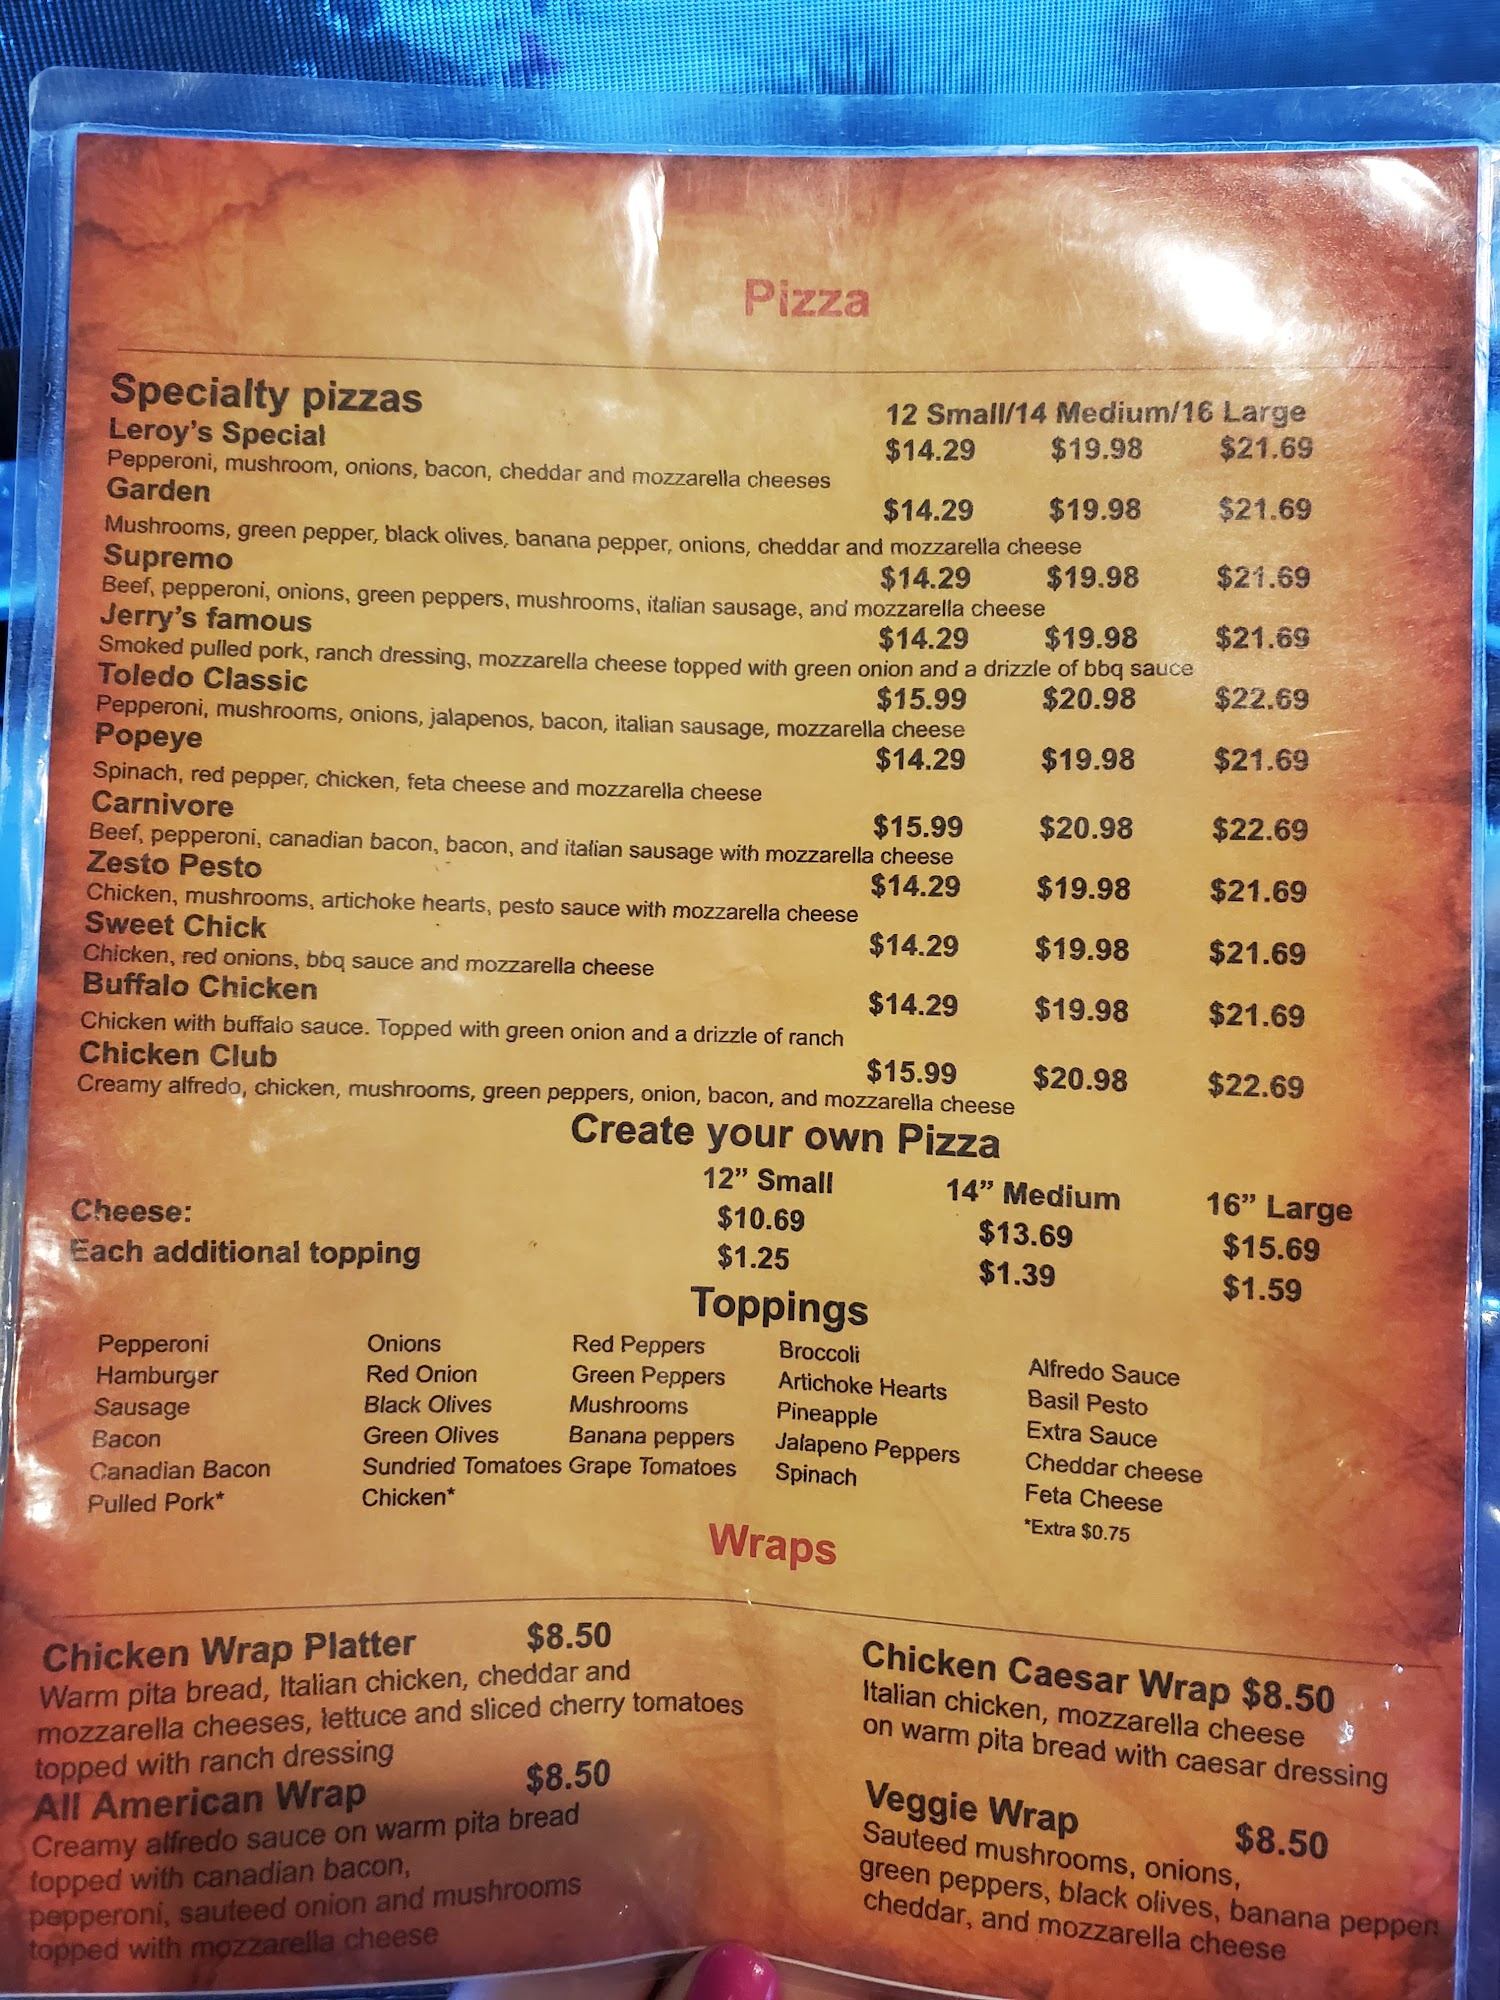 Pizza
Specialty pizzas
12 Small/14 Medium/16 Large
Leroy's Special $14.29 $19.98 $21.69
Pepperoni, mushroom, onions, bacon, cheddar and mozzarella cheeses
Garden $14.29 $19.98 $21.69
Mushrooms, green pepper, black olives, banana pepper, onions, cheddar and mozzarella cheese
Supremo $14.29 $19.98 $21.69
Beef, pepperoni, onions, green peppers, mushrooms, italian sausage, and mozzarella cheese
Jerry's famous $14.29 $19.98 $21.69
Smoked pulled pork, ranch dressing, mozzarella cheese topped with green onion and a drizzle of bbq sauce
Toledo Classic $15.99 $20.98 $22.69
Pepperoni, mushrooms, onions, jalapenos, bacon, italian sausage, mozzarella cheese
Popeye $14.29 $19.98 $21.69
Spinach, red pepper, chicken, feta cheese and mozzarella cheese
Carnivore $15.99 $20.98 $22.69
Beef, pepperoni, canadian bacon, bacon, and italian sausage with mozzarella cheese
Zesto Pesto $14.29 $19.98 $21.69
Chicken, mushrooms, artichoke hearts, pesto sauce with mozzarella cheese
Sweet Chick $14.29 $19.98 $21.69
Chicken, red onions, bbq sauce and mozzarella cheese
Buffalo Chicken $14.29 $19.98 $21.69
Chicken with buffalo sauce. Topped with green onion and a drizzle of ranch
Chicken Club $15.99 $20.98 $22.69
Creamy alfredo, chicken, mushrooms, green peppers, onion, bacon, and mozzarella cheese
Create your own Pizza
12" Small 14" Medium 16" Large
Cheese: $10.69 $13.69 $15.69
Each additional topping $1.25 $1.39 $1.59
Toppings
Pepperoni Onions Red Peppers Broccoli Alfredo Sauce
Hamburger Red Onion Green Peppers Artichoke Hearts Basil Pesto
Sausage Black Olives Mushrooms Pineapple Extra Sauce
Bacon Green Olives Banana peppers Jalapeno Peppers Cheddar cheese
Canadian Bacon Sundried Tomatoes Grape Tomatoes Spinach Feta Cheese
Pulled Pork* Chicken* *Extra $0.75
Wraps
Chicken Wrap Platter $8.50
Warm pita bread, Italian chicken, cheddar and
mozzarella cheeses, lettuce and sliced cherry tomatoes
topped with ranch dressing
All American Wrap $8.50
Creamy alfredo sauce on warm pita bread
topped with canadian bacon,
pepperoni, sauteed onion and mushrooms
topped with mozzarella cheese
Chicken Caesar Wrap $8.50
Italian chicken, mozzarella cheese
on warm pita bread with caesar dressing
Veggie Wrap $8.50
Sauteed mushrooms, onions,
green peppers, black olives, banana pepper,
cheddar, and mozzarella cheese